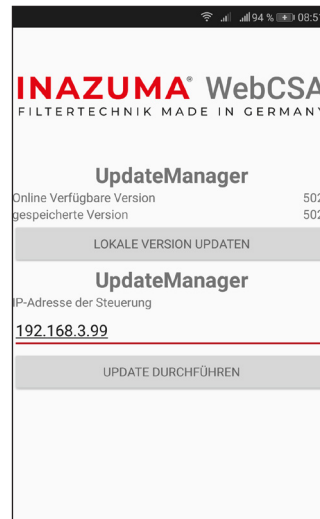 94 % 08:51
INAZUMA® WebCSA
FILTERTECHNIK MADE IN GERMANY
UpdateManager
Online Verfügbare Version 502
gespeicherte Version 502
LOKALE VERSION UPDATEN
UpdateManager
IP-Adresse der Steuerung
192.168.3.99
UPDATE DURCHFÜHREN